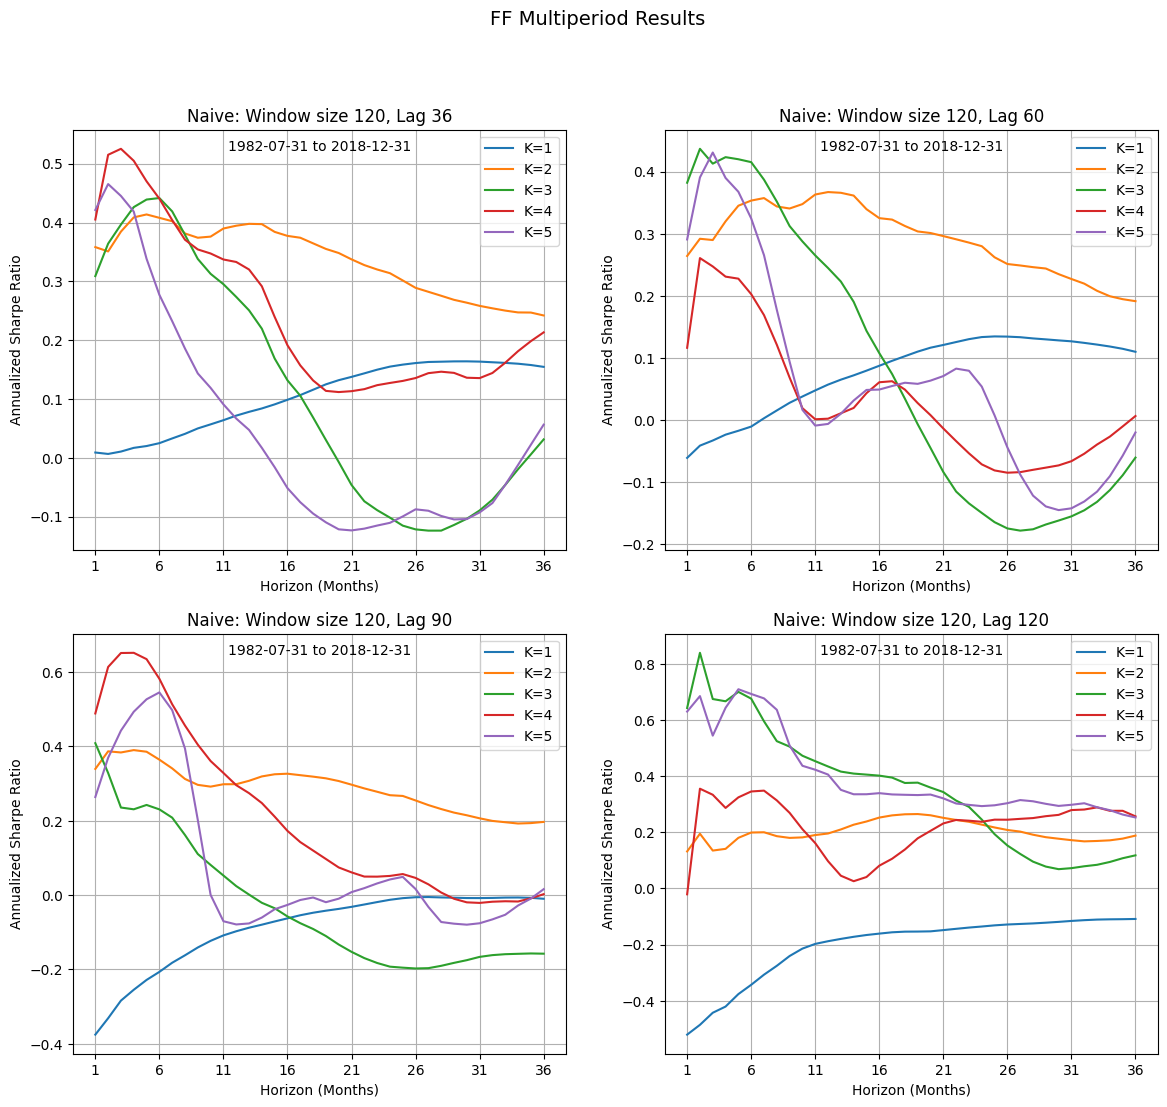 FF Multiperiod Results
Naive: Window size 120, Lag 36
1982-07-31 to 2018-12-31
K=1
K=2
K=3
K=4
K=5
Annualized Sharpe Ratio
0.5
0.4
0.3
0.2
0.1
0.0
−0.1
1 6 11 16 21 26 31 36
Horizon (Months)
Naive: Window size 120, Lag 60
1982-07-31 to 2018-12-31
K=1
K=2
K=3
K=4
K=5
Annualized Sharpe Ratio
0.4
0.3
0.2
0.1
0.0
−0.1
−0.2
1 6 11 16 21 26 31 36
Horizon (Months)
Naive: Window size 120, Lag 90
1982-07-31 to 2018-12-31
K=1
K=2
K=3
K=4
K=5
Annualized Sharpe Ratio
0.6
0.4
0.2
0.0
−0.2
−0.4
1 6 11 16 21 26 31 36
Horizon (Months)
Naive: Window size 120, Lag 120
1982-07-31 to 2018-12-31
K=1
K=2
K=3
K=4
K=5
Annualized Sharpe Ratio
0.8
0.6
0.4
0.2
0.0
−0.2
−0.4
1 6 11 16 21 26 31 36
Horizon (Months)